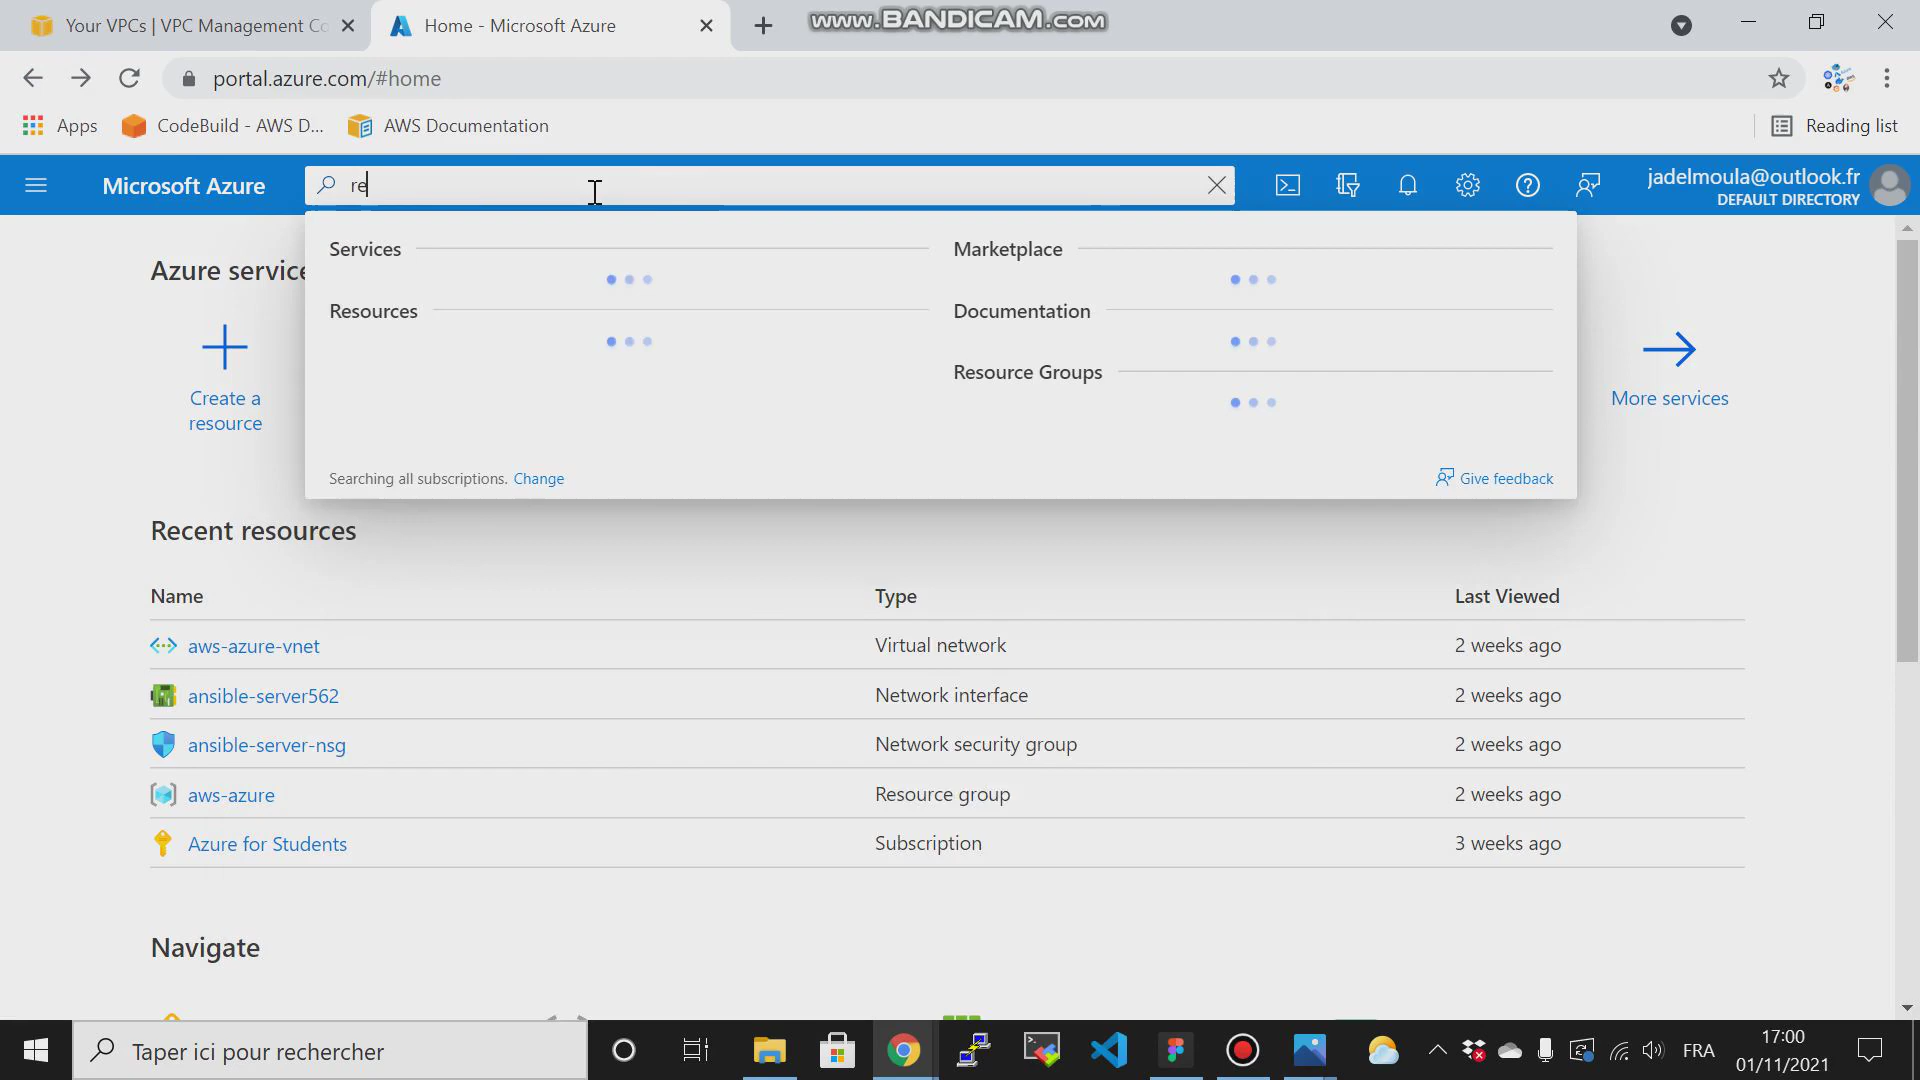 Your VPCs | VPC Management Co
Home - Microsoft Azure
www.BANDICAM.com
portal.azure.com/#home
Apps
CodeBuild - AWS D...
AWS Documentation
Reading list
Microsoft Azure
re
jadelmoula@outlook.fr
DEFAULT DIRECTORY
Azure service
Services
Marketplace
Resources
Documentation
Resource Groups
Create a
resource
More services
Searching all subscriptions. Change
Give feedback
Recent resources
Name Type Last Viewed
aws-azure-vnet Virtual network 2 weeks ago
ansible-server562 Network interface 2 weeks ago
ansible-server-nsg Network security group 2 weeks ago
aws-azure Resource group 2 weeks ago
Azure for Students Subscription 3 weeks ago
Navigate
Taper ici pour rechercher
FRA
17:00
01/11/2021